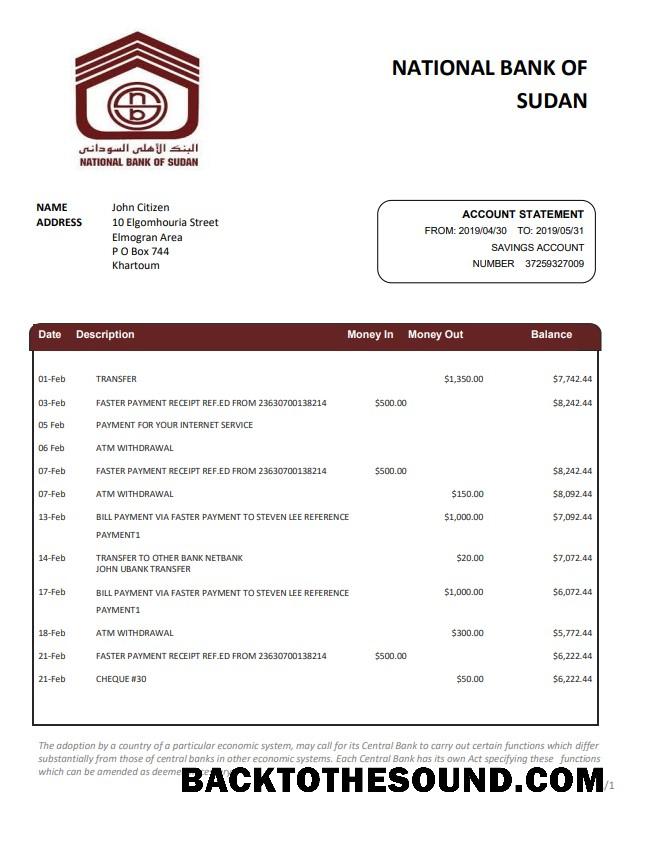 NATIONAL BANK OF
SUDAN
nbs
البنك الأهلى السودانى
NATIONAL BANK OF SUDAN
NAME John Citizen
ADDRESS 10 Elgomhouria Street
Elmogran Area
P O Box 744
Khartoum
ACCOUNT STATEMENT
FROM: 2019/04/30 TO: 2019/05/31
SAVINGS ACCOUNT
NUMBER 37259327009
Date Description Money In Money Out Balance
01-Feb TRANSFER $1,350.00 $7,742.44
03-Feb FASTER PAYMENT RECEIPT REF.ED FROM 23630700138214 $500.00 $8,242.44
05 Feb PAYMENT FOR YOUR INTERNET SERVICE
06 Feb ATM WITHDRAWAL
07-Feb FASTER PAYMENT RECEIPT REF.ED FROM 23630700138214 $500.00 $8,242.44
07-Feb ATM WITHDRAWAL $150.00 $8,092.44
13-Feb BILL PAYMENT VIA FASTER PAYMENT TO STEVEN LEE REFERENCE $1,000.00 $7,092.44
PAYMENT1
14-Feb TRANSFER TO OTHER BANK NETBANK $20.00 $7,072.44
JOHN UBANK TRANSFER
17-Feb BILL PAYMENT VIA FASTER PAYMENT TO STEVEN LEE REFERENCE $1,000.00 $6,072.44
PAYMENT1
18-Feb ATM WITHDRAWAL $300.00 $5,772.44
21-Feb FASTER PAYMENT RECEIPT REF.ED FROM 23630700138214 $500.00 $6,222.44
21-Feb CHEQUE #30 $50.00 $6,222.44
The adoption by a country of a particular economic system, may call for its Central Bank to carry out certain functions which differ
substantially from those of central banks in other economic systems. Each Central Bank has its own Act specifying these functions
which can be amended as
BACKTOTHESOUND.COM
/1